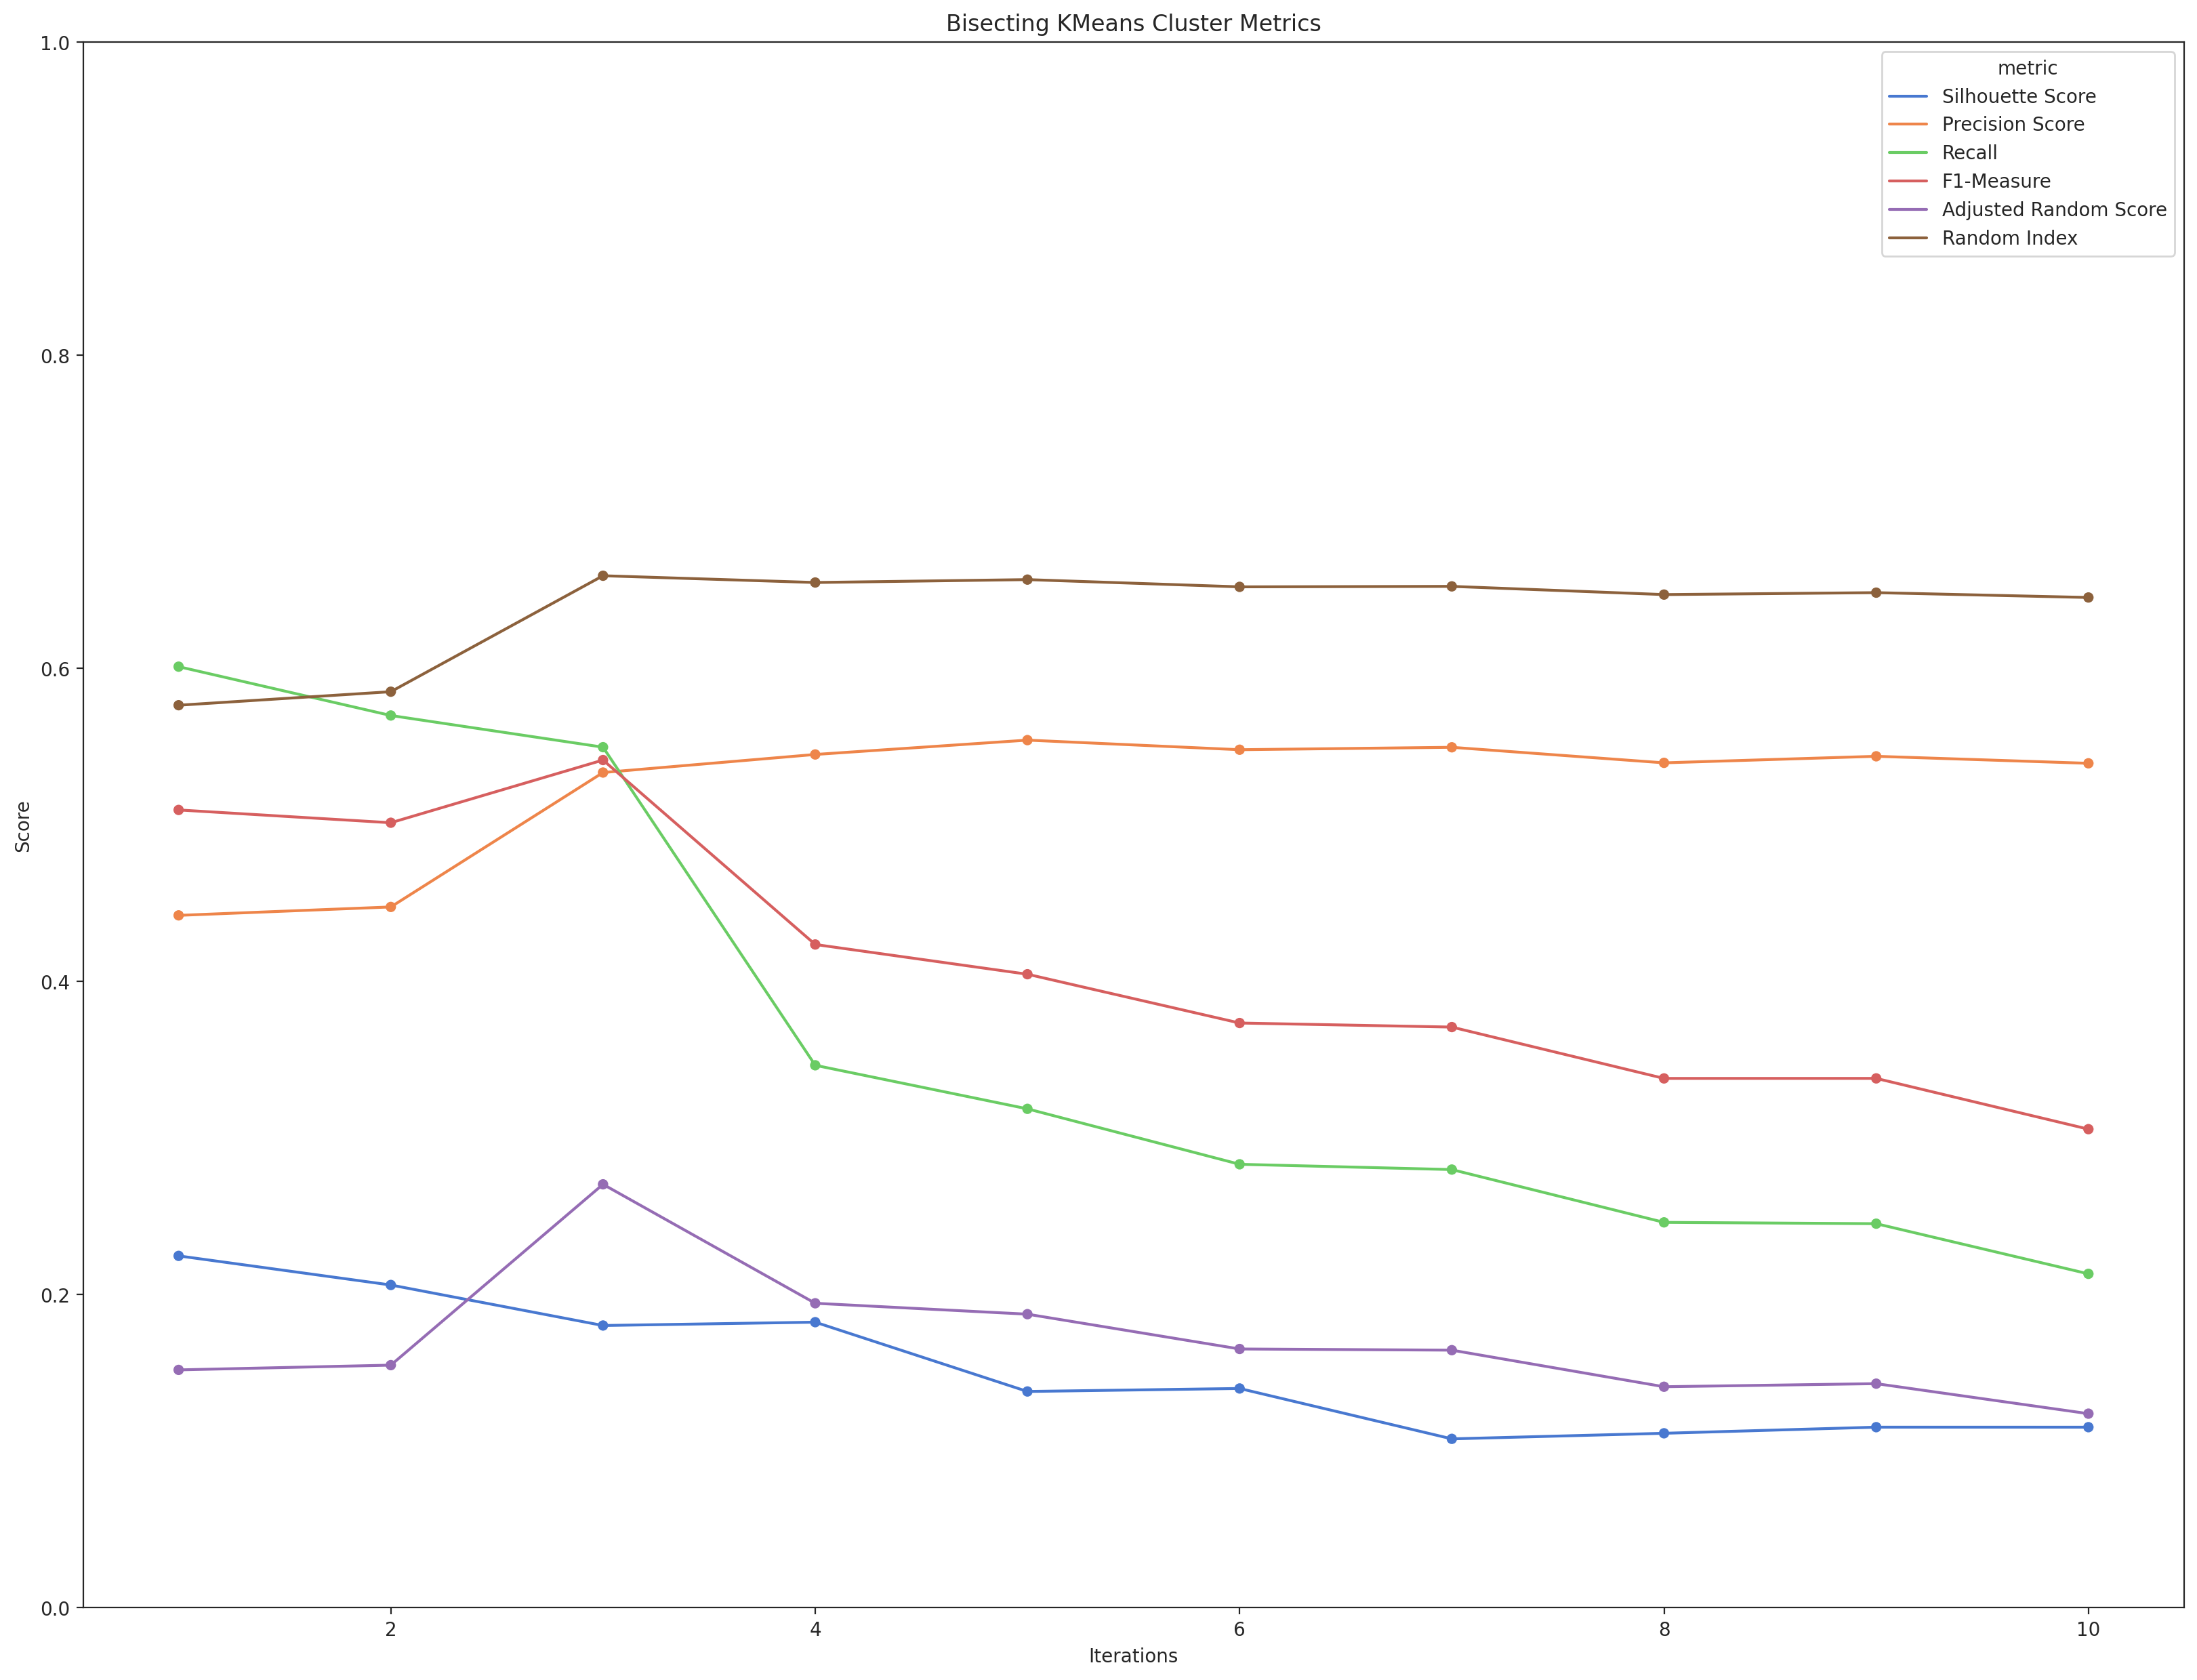 Bisecting KMeans Cluster Metrics
1.0
0.8
0.6
0.4
0.2
0.0
Score
metric
Silhouette Score
Precision Score
Recall
F1-Measure
Adjusted Random Score
Random Index
2 4 6 8 10
Iterations